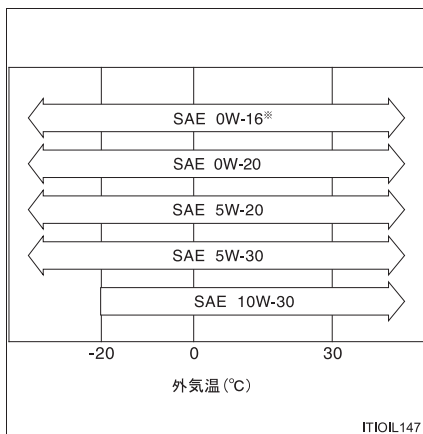 SAE 0W-16※
SAE 0W-20
SAE 5W-20
SAE 5W-30
SAE 10W-30
-20 0 30
外気温(℃)
ITIOIL147